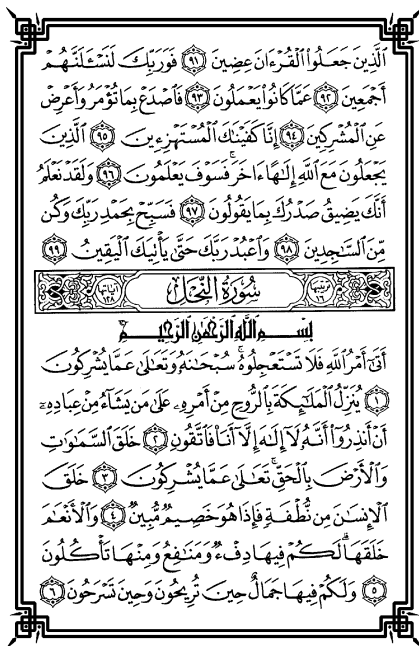 ٱلَّذِينَ جَعَلُوا۟ ٱلْقُرْءَانَ عِضِينَ ٩١ فَوَرَبِّكَ لَنَسْـَٔلَنَّهُمْ
أَجْمَعِينَ ٩٢ عَمَّا كَانُوا۟ يَعْمَلُونَ ٩٣ فَٱصْدَعْ بِمَا تُؤْمَرُ وَأَعْرِضْ
عَنِ ٱلْمُشْرِكِينَ ٩٤ إِنَّا كَفَيْنَٰكَ ٱلْمُسْتَهْزِءِينَ ٩٥ ٱلَّذِينَ
يَجْعَلُونَ مَعَ ٱللَّهِ إِلَٰهًا ءَاخَرَ ۚ فَسَوْفَ يَعْلَمُونَ ٩٦ وَلَقَدْ نَعْلَمُ
أَنَّكَ يَضِيقُ صَدْرُكَ بِمَا يَقُولُونَ ٩٧ فَسَبِّحْ بِحَمْدِ رَبِّكَ وَكُن
مِّنَ ٱلسَّٰجِدِينَ ٩٨ وَٱعْبُدْ رَبَّكَ حَتَّىٰ يَأْتِيَكَ ٱلْيَقِينُ ٩٩
ترتيبها ١٦ سُورَةُ النَّحْلِ آياتها ١٢٨
بِسْمِ ٱللَّهِ ٱلرَّحْمَٰنِ ٱلرَّحِيمِ
أَتَىٰٓ أَمْرُ ٱللَّهِ فَلَا تَسْتَعْجِلُوهُ ۚ سُبْحَٰنَهُۥ وَتَعَٰلَىٰ عَمَّا يُشْرِكُونَ
١ يُنَزِّلُ ٱلْمَلَٰٓئِكَةَ بِٱلرُّوحِ مِنْ أَمْرِهِۦ عَلَىٰ مَن يَشَآءُ مِنْ عِبَادِهِۦٓ
أَنْ أَنذِرُوٓا۟ أَنَّهُۥ لَآ إِلَٰهَ إِلَّآ أَنَا۠ فَٱتَّقُونِ ٢ خَلَقَ ٱلسَّمَٰوَٰتِ
وَٱلْأَرْضَ بِٱلْحَقِّ ۚ تَعَٰلَىٰ عَمَّا يُشْرِكُونَ ٣ خَلَقَ
ٱلْإِنسَٰنَ مِن نُّطْفَةٍ فَإِذَا هُوَ خَصِيمٌ مُّبِينٌ ٤ وَٱلْأَنْعَٰمَ
خَلَقَهَا ۗ لَكُمْ فِيهَا دِفْءٌ وَمَنَٰفِعُ وَمِنْهَا تَأْكُلُونَ
٥ وَلَكُمْ فِيهَا جَمَالٌ حِينَ تُرِيحُونَ وَحِينَ تَسْرَحُونَ ٦